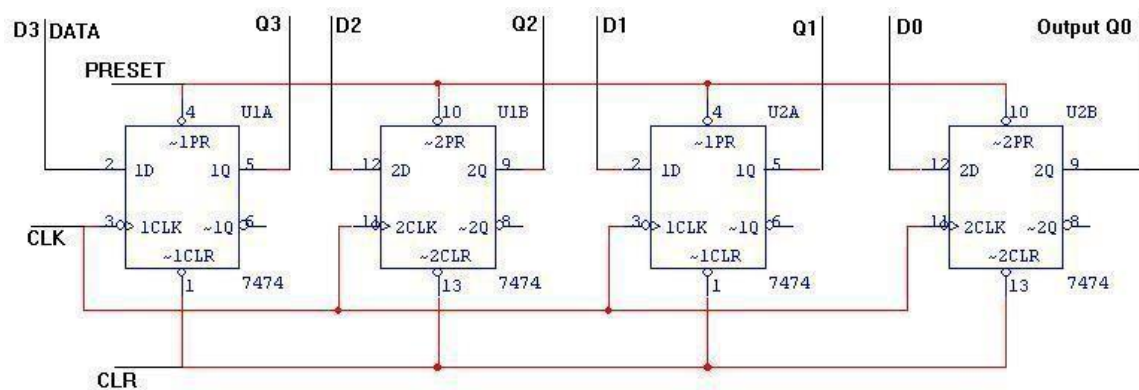 D3 DATA Q3 D2 Q2 D1 Q1 D0 Output Q0
PRESET
4 U1A 10 U1B 4 U2A 10 U2B
~1PR ~2PR ~1PR ~2PR
2 1D 1Q 5 12 2D 2Q 9 2 1D 1Q 5 12 2D 2Q 9
3 1CLK ~1Q 6 11 2CLK ~2Q 8 3 1CLK ~1Q 6 11 2CLK ~2Q 8
CLK
~1CLR ~2CLR ~1CLR ~2CLR
1 7474 13 7474 1 7474 13 7474
CLR